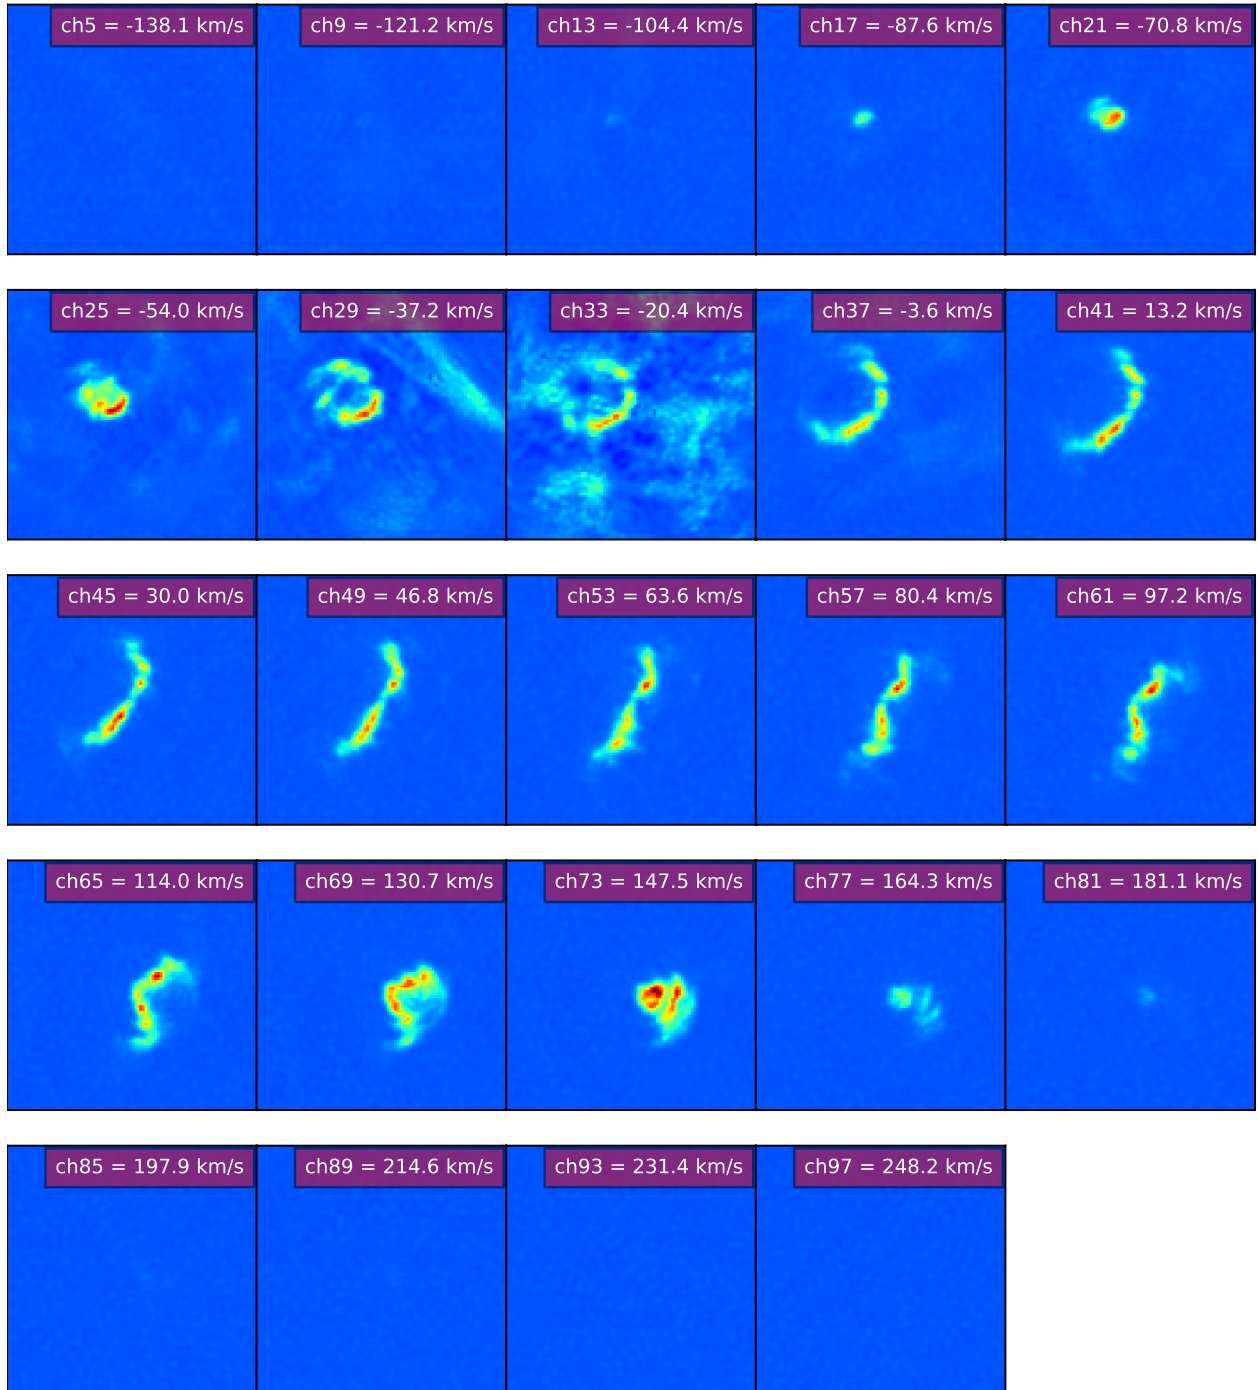 ch5 = -138.1 km/s
ch9 = -121.2 km/s
ch13 = -104.4 km/s
ch17 = -87.6 km/s
ch21 = -70.8 km/s
ch25 = -54.0 km/s
ch29 = -37.2 km/s
ch33 = -20.4 km/s
ch37 = -3.6 km/s
ch41 = 13.2 km/s
ch45 = 30.0 km/s
ch49 = 46.8 km/s
ch53 = 63.6 km/s
ch57 = 80.4 km/s
ch61 = 97.2 km/s
ch65 = 114.0 km/s
ch69 = 130.7 km/s
ch73 = 147.5 km/s
ch77 = 164.3 km/s
ch81 = 181.1 km/s
ch85 = 197.9 km/s
ch89 = 214.6 km/s
ch93 = 231.4 km/s
ch97 = 248.2 km/s